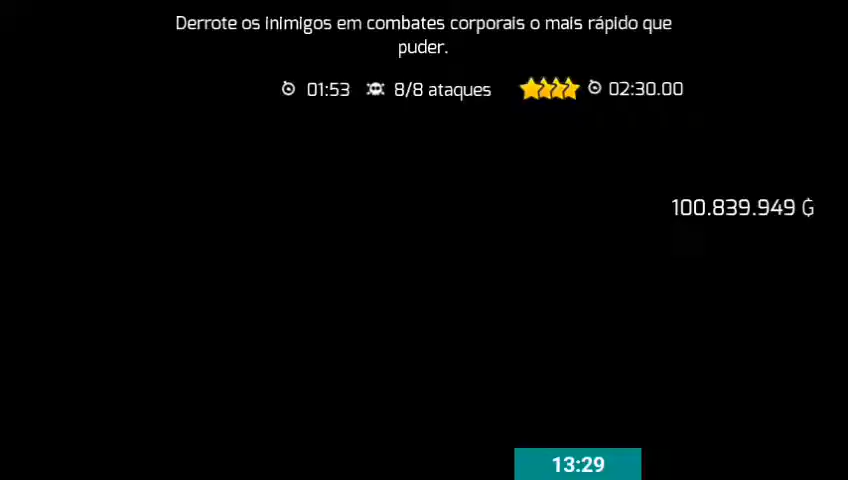 Derrote os inimigos em combates corporais o mais rápido que
puder.
01:53 8/8 ataques 02:30.00
100.839.949 ₲
13:29